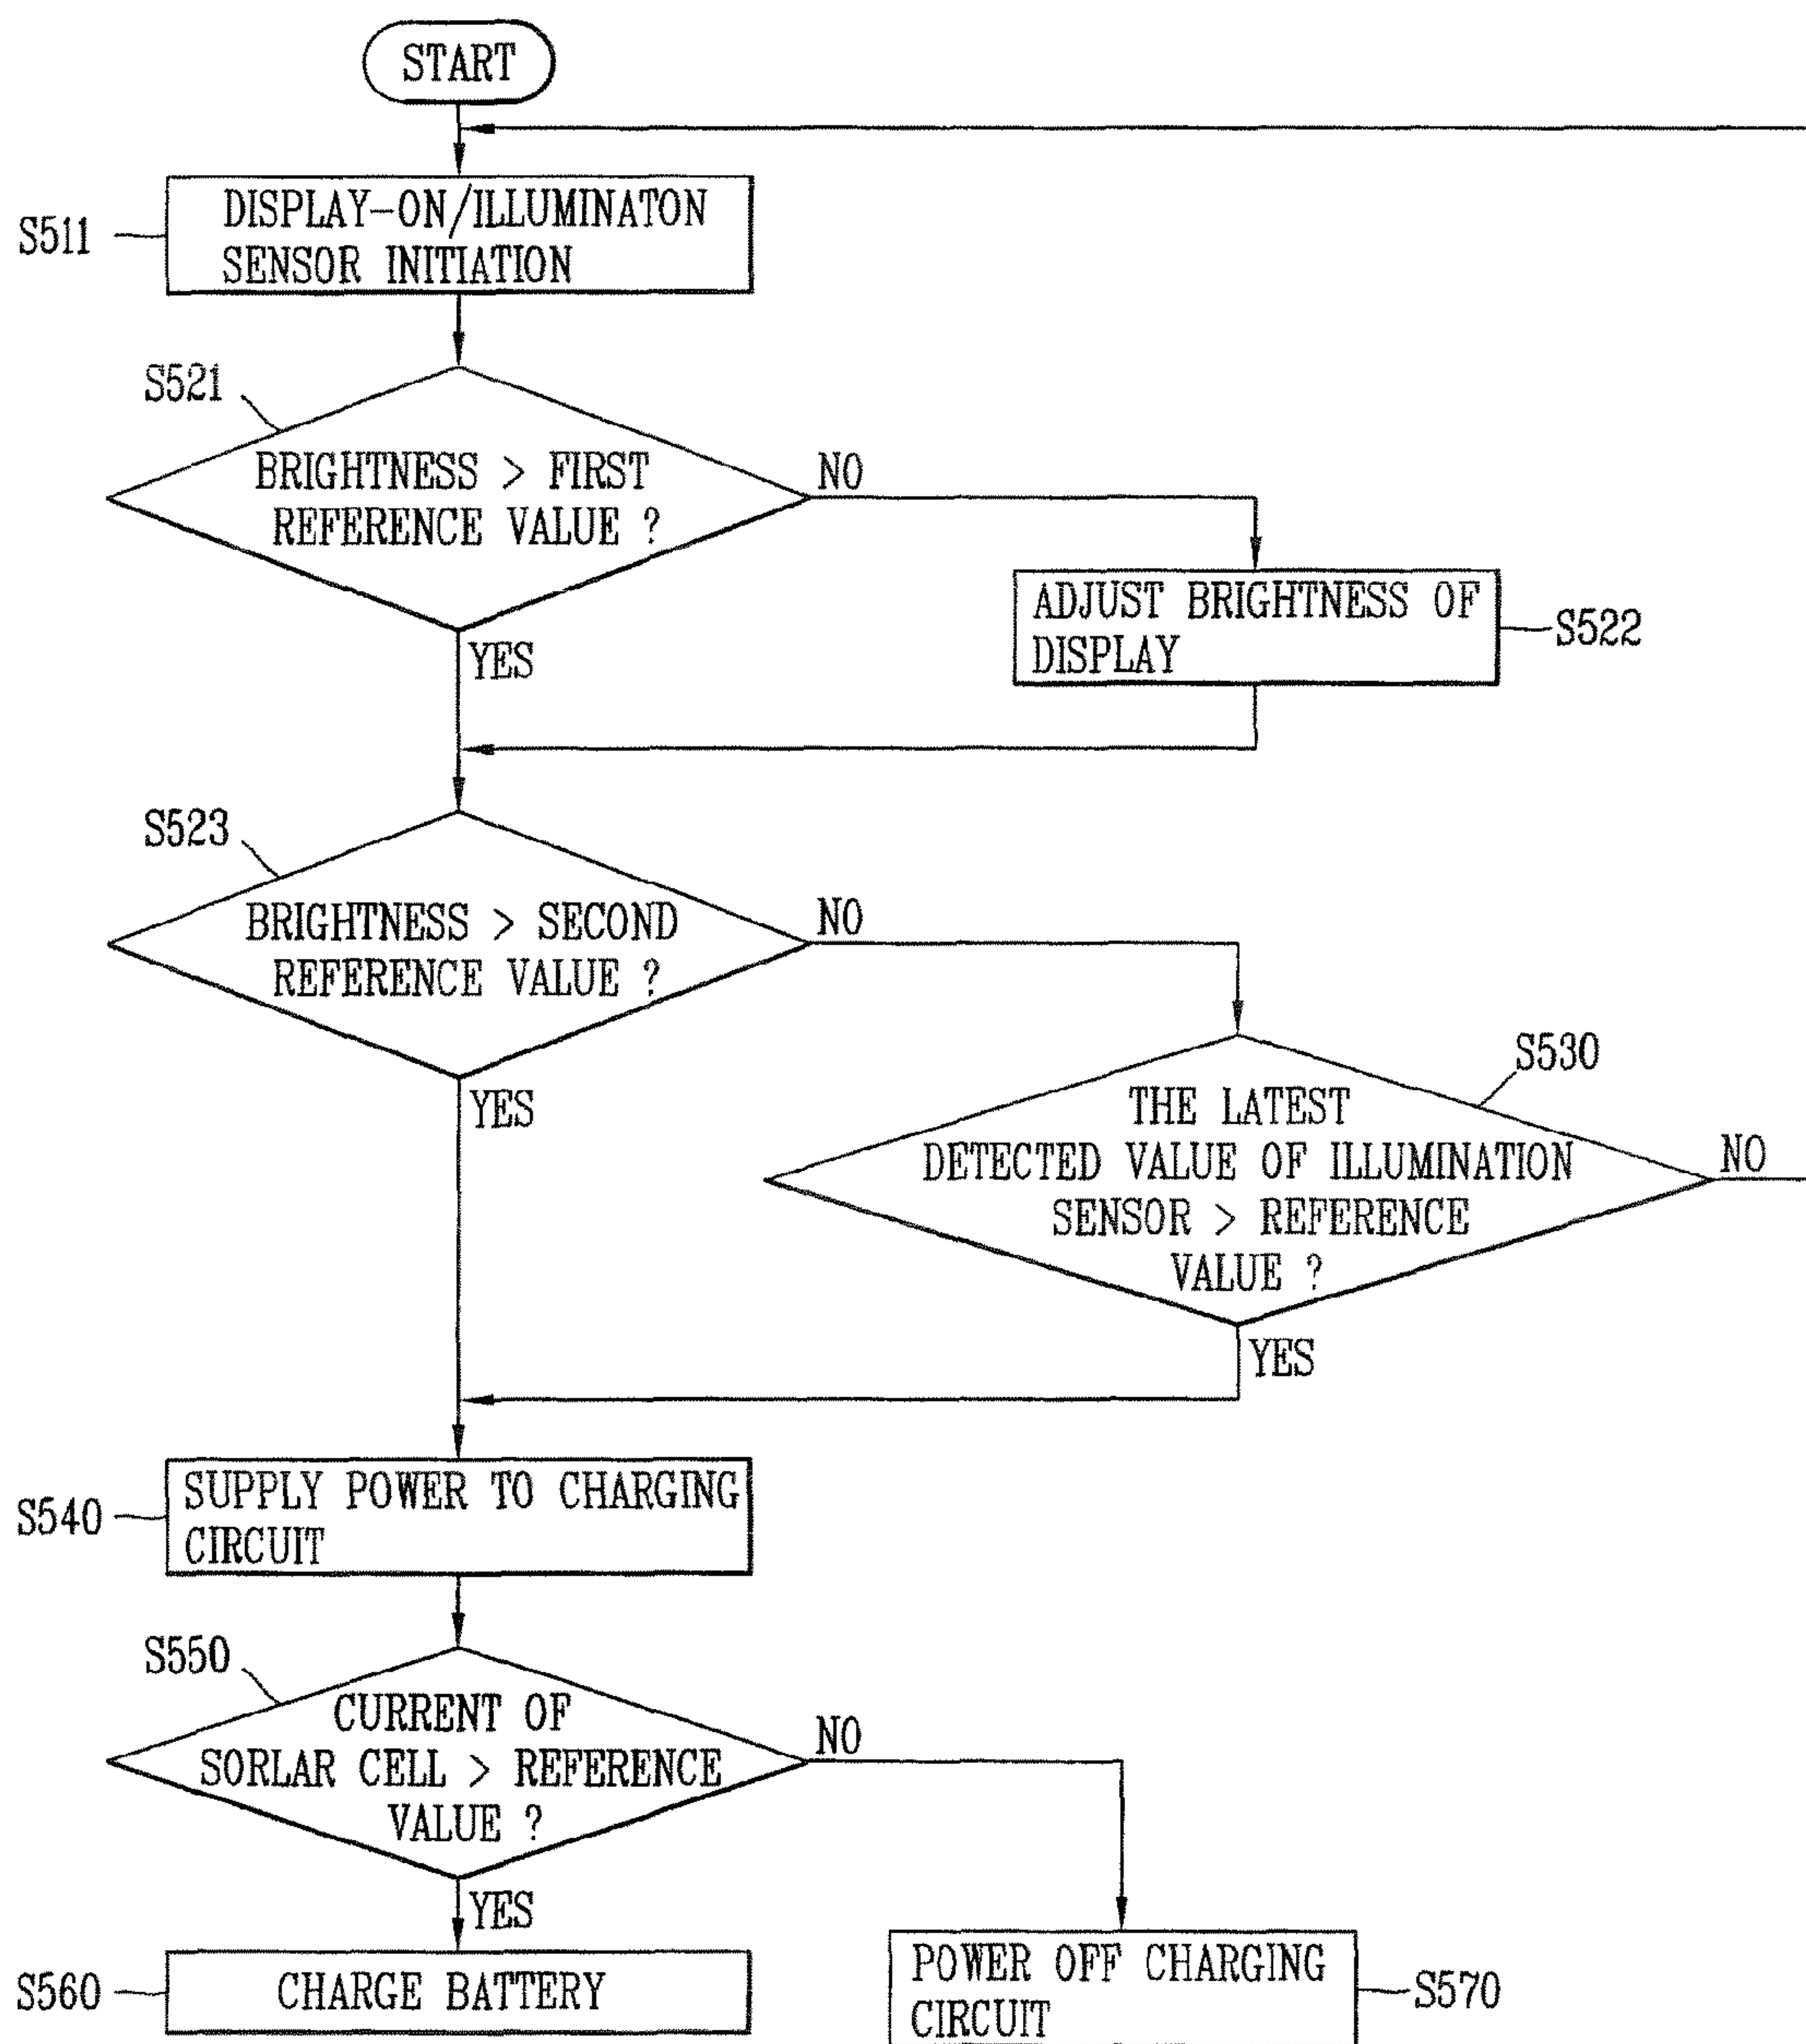 START
S511
DISPLAY-ON/ILLUMINATON
SENSOR INITIATION
S521
BRIGHTNESS > FIRST
REFERENCE VALUE ?
NO
YES
ADJUST BRIGHTNESS OF
DISPLAY
S522
S523
BRIGHTNESS > SECOND
REFERENCE VALUE ?
NO
YES
S530
THE LATEST
DETECTED VALUE OF ILLUMINATION
SENSOR > REFERENCE
VALUE ?
NO
YES
S540
SUPPLY POWER TO CHARGING
CIRCUIT
S550
CURRENT OF
SORLAR CELL > REFERENCE
VALUE ?
NO
YES
S560
CHARGE BATTERY
POWER OFF CHARGING
CIRCUIT
S570